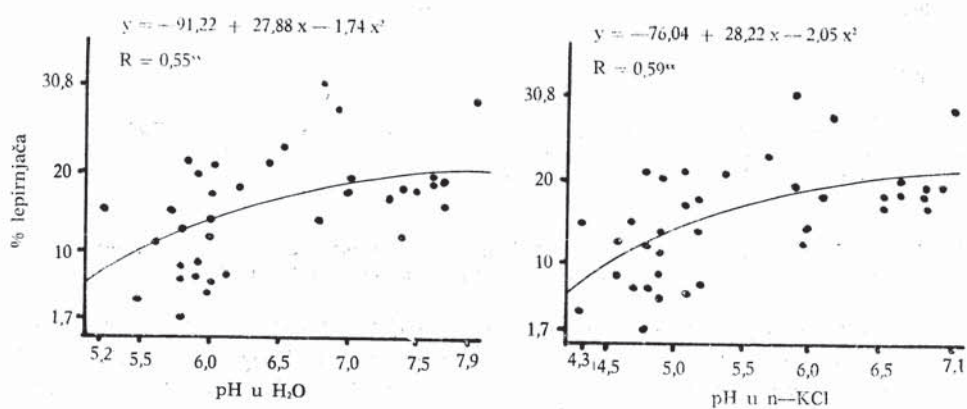 y = — 91,22 + 27,88 x — 1,74 x²
R = 0,55**
30,8
20
10
1,7
% lepirnjača
5,2 5,5 6,0 6,5 7,0 7,5 7,9
pH u H₂O
y = —76,04 + 28,22 x — 2,05 x²
R = 0,59**
30,8
20
10
1,7
4,3 4,5 5,0 5,5 6,0 6,5 7,1
pH u n—KCl